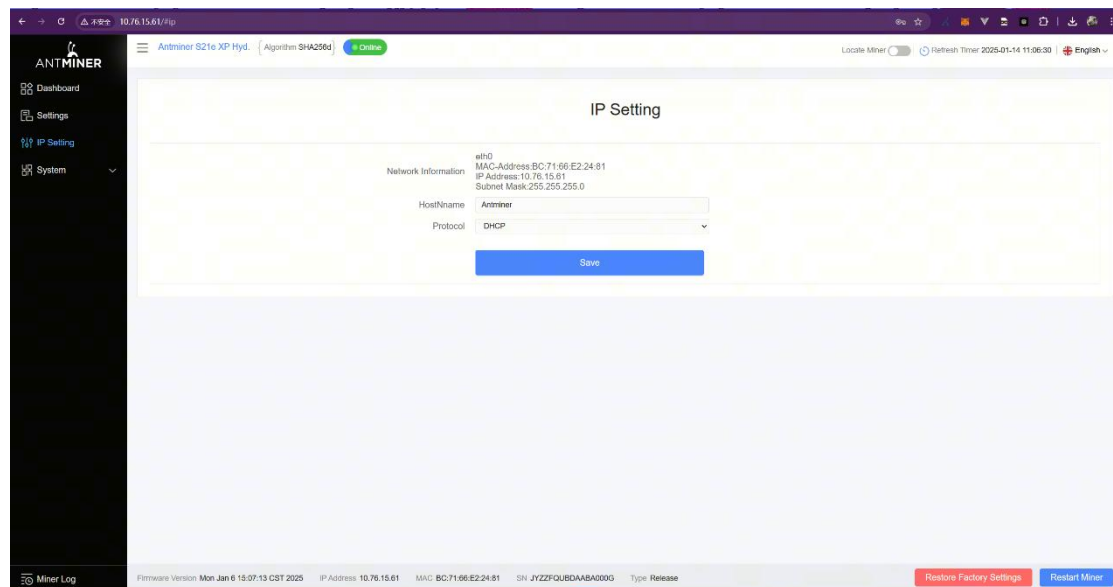 不安全 10.76.15.61/#ip
ANTMINER
Antminer S21e XP Hyd. Algorithm SHA256d Online
Locate Miner Refresh Timer 2025-01-14 11:06:30 English
Dashboard
Settings
IP Setting
System
IP Setting
Network Information
eth0
MAC-Address:BC:71:66:E2:24:81
IP Address:10.76.15.61
Subnet Mask:255.255.255.0
HostNname Antminer
Protocol DHCP
Save
Miner Log
Firmware Version Mon Jan 6 15:07:13 CST 2025 IP Address 10.76.15.61 MAC BC:71:66:E2:24:81 SN JYZZFQUBDAABA000G Type Release
Restore Factory Settings Restart Miner